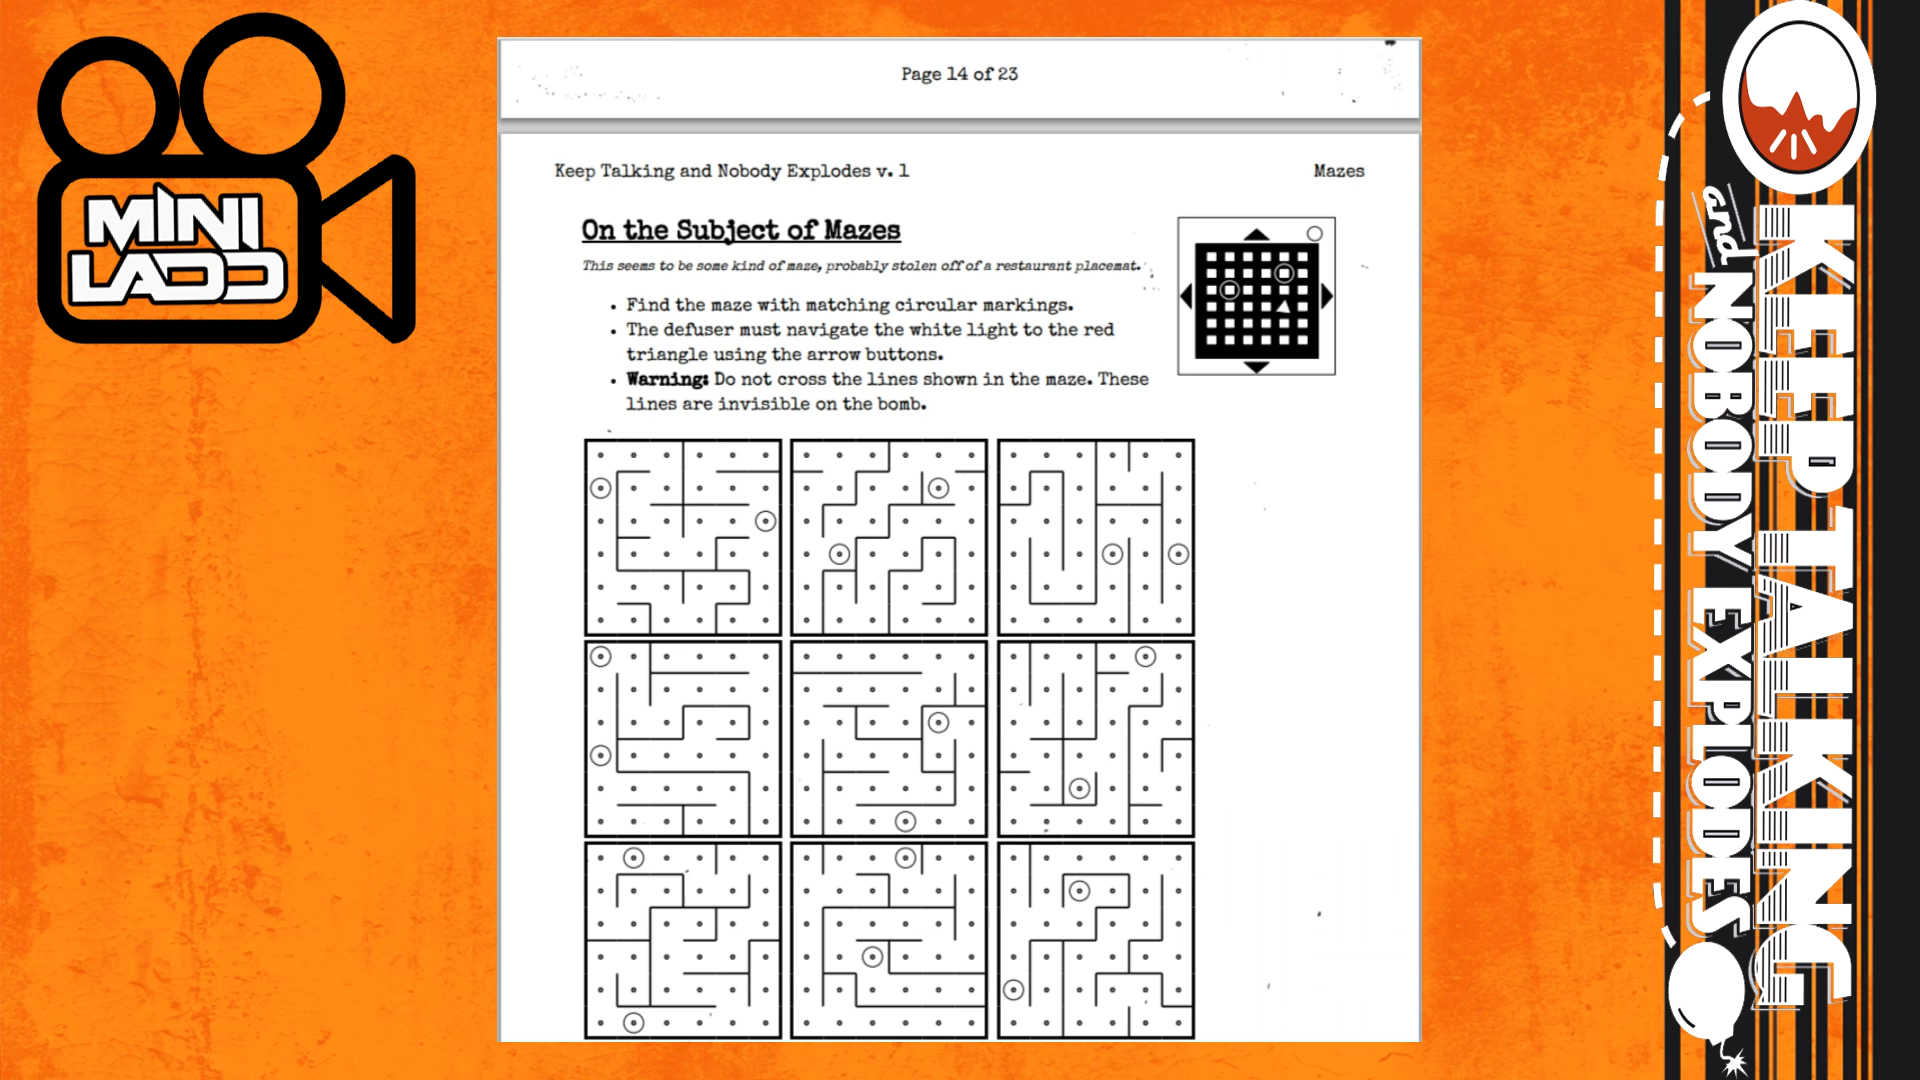 MINI
LADD
Page 14 of 23
Keep Talking and Nobody Explodes v. 1
Mazes
On the Subject of Mazes
This seems to be some kind of maze, probably stolen off of a restaurant placemat.
• Find the maze with matching circular markings.
• The defuser must navigate the white light to the red
triangle using the arrow buttons.
• Warning: Do not cross the lines shown in the maze. These
lines are invisible on the bomb.
KEEP TALKING
and NOBODY EXPLODES